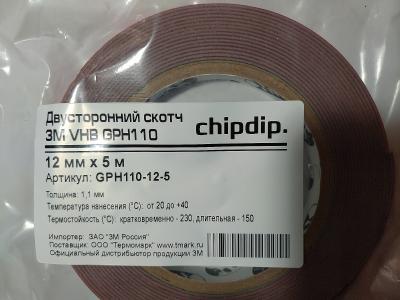 Двусторонний скотч
3M VHB GPH110
chipdip.
12 мм x 5 м
Артикул: GPH110-12-5
Толщина: 1,1 мм
Температура нанесения (°C): от 20 до +40
Термостойкость (°C): кратковременно - 230, длительная - 150
Импортер: ЗАО "3М Россия"
Поставщик: ООО "Термомарк" www.tmark.ru
Официальный дистрибьютор продукции 3М